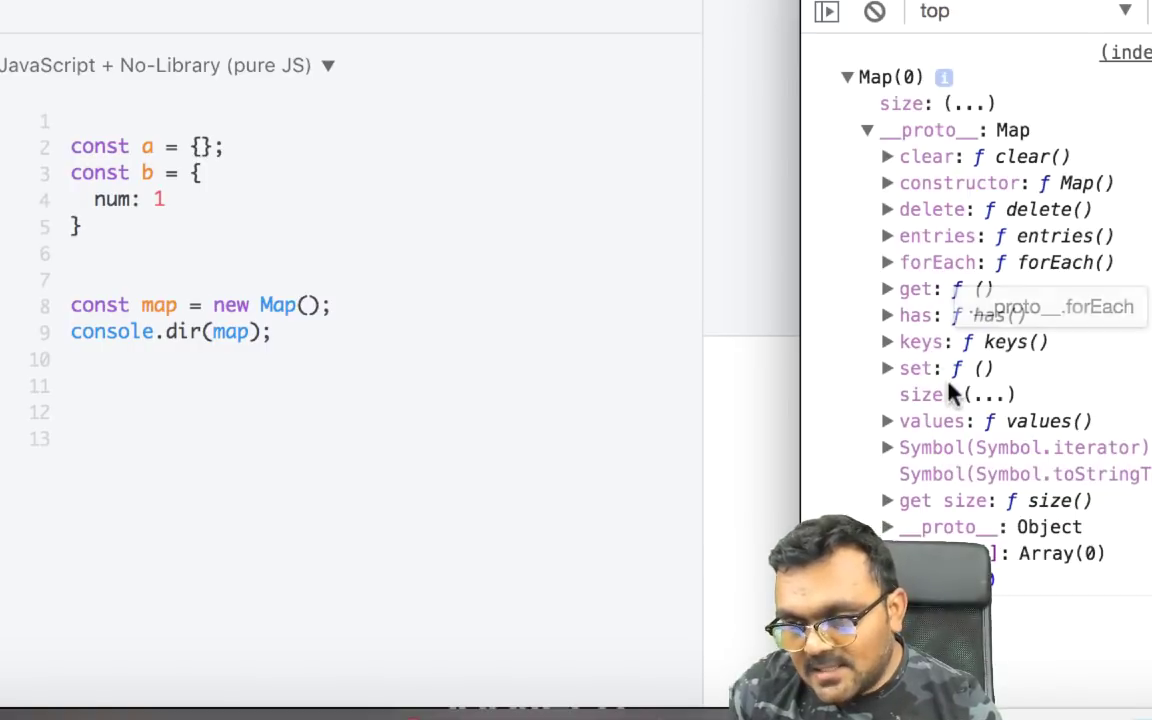 top ▼
JavaScript + No-Library (pure JS) ▼
(inde
1
2 const a = {};
3 const b = {
4 num: 1
5 }
6
7
8 const map = new Map();
9 console.dir(map);
10
11
12
13
▼ Map(0) i
size: (...)
▼ __proto__: Map
▶ clear: ƒ clear()
▶ constructor: ƒ Map()
▶ delete: ƒ delete()
▶ entries: ƒ entries()
▶ forEach: ƒ forEach()
▶ get: ƒ ()
.__proto__.forEach
▶ has: ƒ has()
▶ keys: ƒ keys()
▶ set: ƒ ()
size: (...)
▶ values: ƒ values()
▶ Symbol(Symbol.iterator)
Symbol(Symbol.toStringT
▶ get size: ƒ size()
▶ __proto__: Object
]: Array(0)